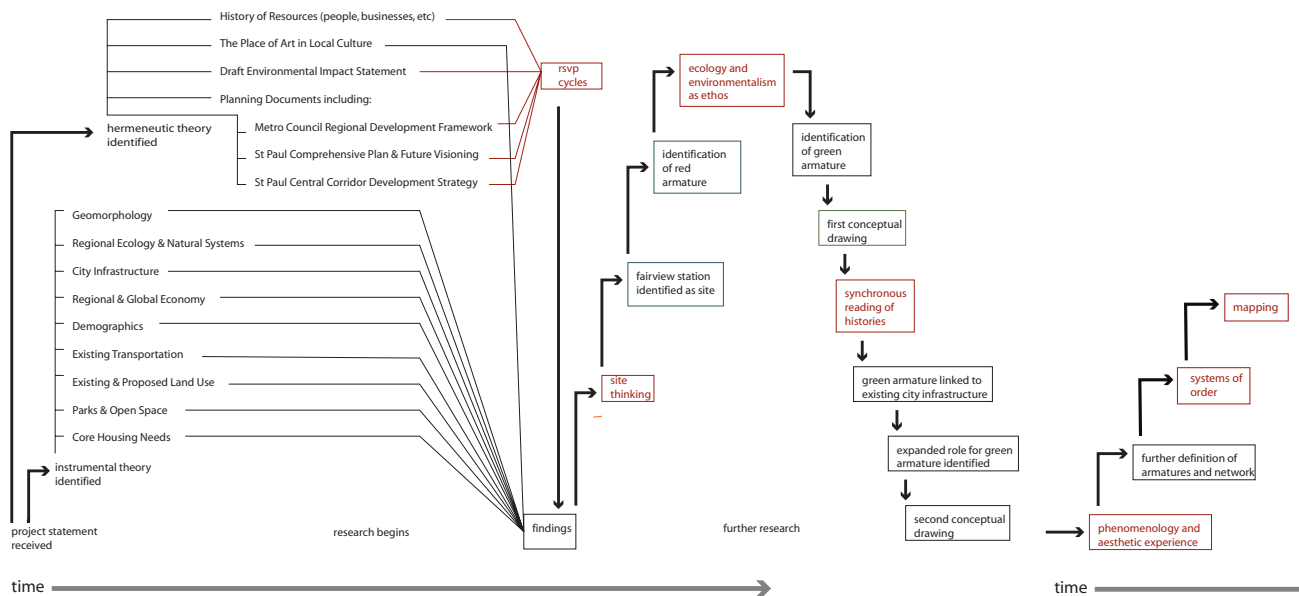 History of Resources (people, businesses, etc)
The Place of Art in Local Culture
Draft Environmental Impact Statement
Planning Documents including:
hermeneutic theory
identified
Metro Council Regional Development Framework
St Paul Comprehensive Plan & Future Visioning
St Paul Central Corridor Development Strategy
Geomorphology
Regional Ecology & Natural Systems
City Infrastructure
Regional & Global Economy
Demographics
Existing Transportation
Existing & Proposed Land Use
Parks & Open Space
Core Housing Needs
instrumental theory
identified
project statement
received
research begins
rsvp
cycles
findings
site
thinking
fairview station
identified as site
identification
of red
armature
ecology and
environmentalism
as ethos
identification
of green
armature
first conceptual
drawing
synchronous
reading of
histories
green armature linked to
existing city infrastructure
expanded role for green
armature identified
second conceptual
drawing
further research
phenomenology and
aesthetic experience
further definition of
armatures and network
systems of
order
mapping
time
time